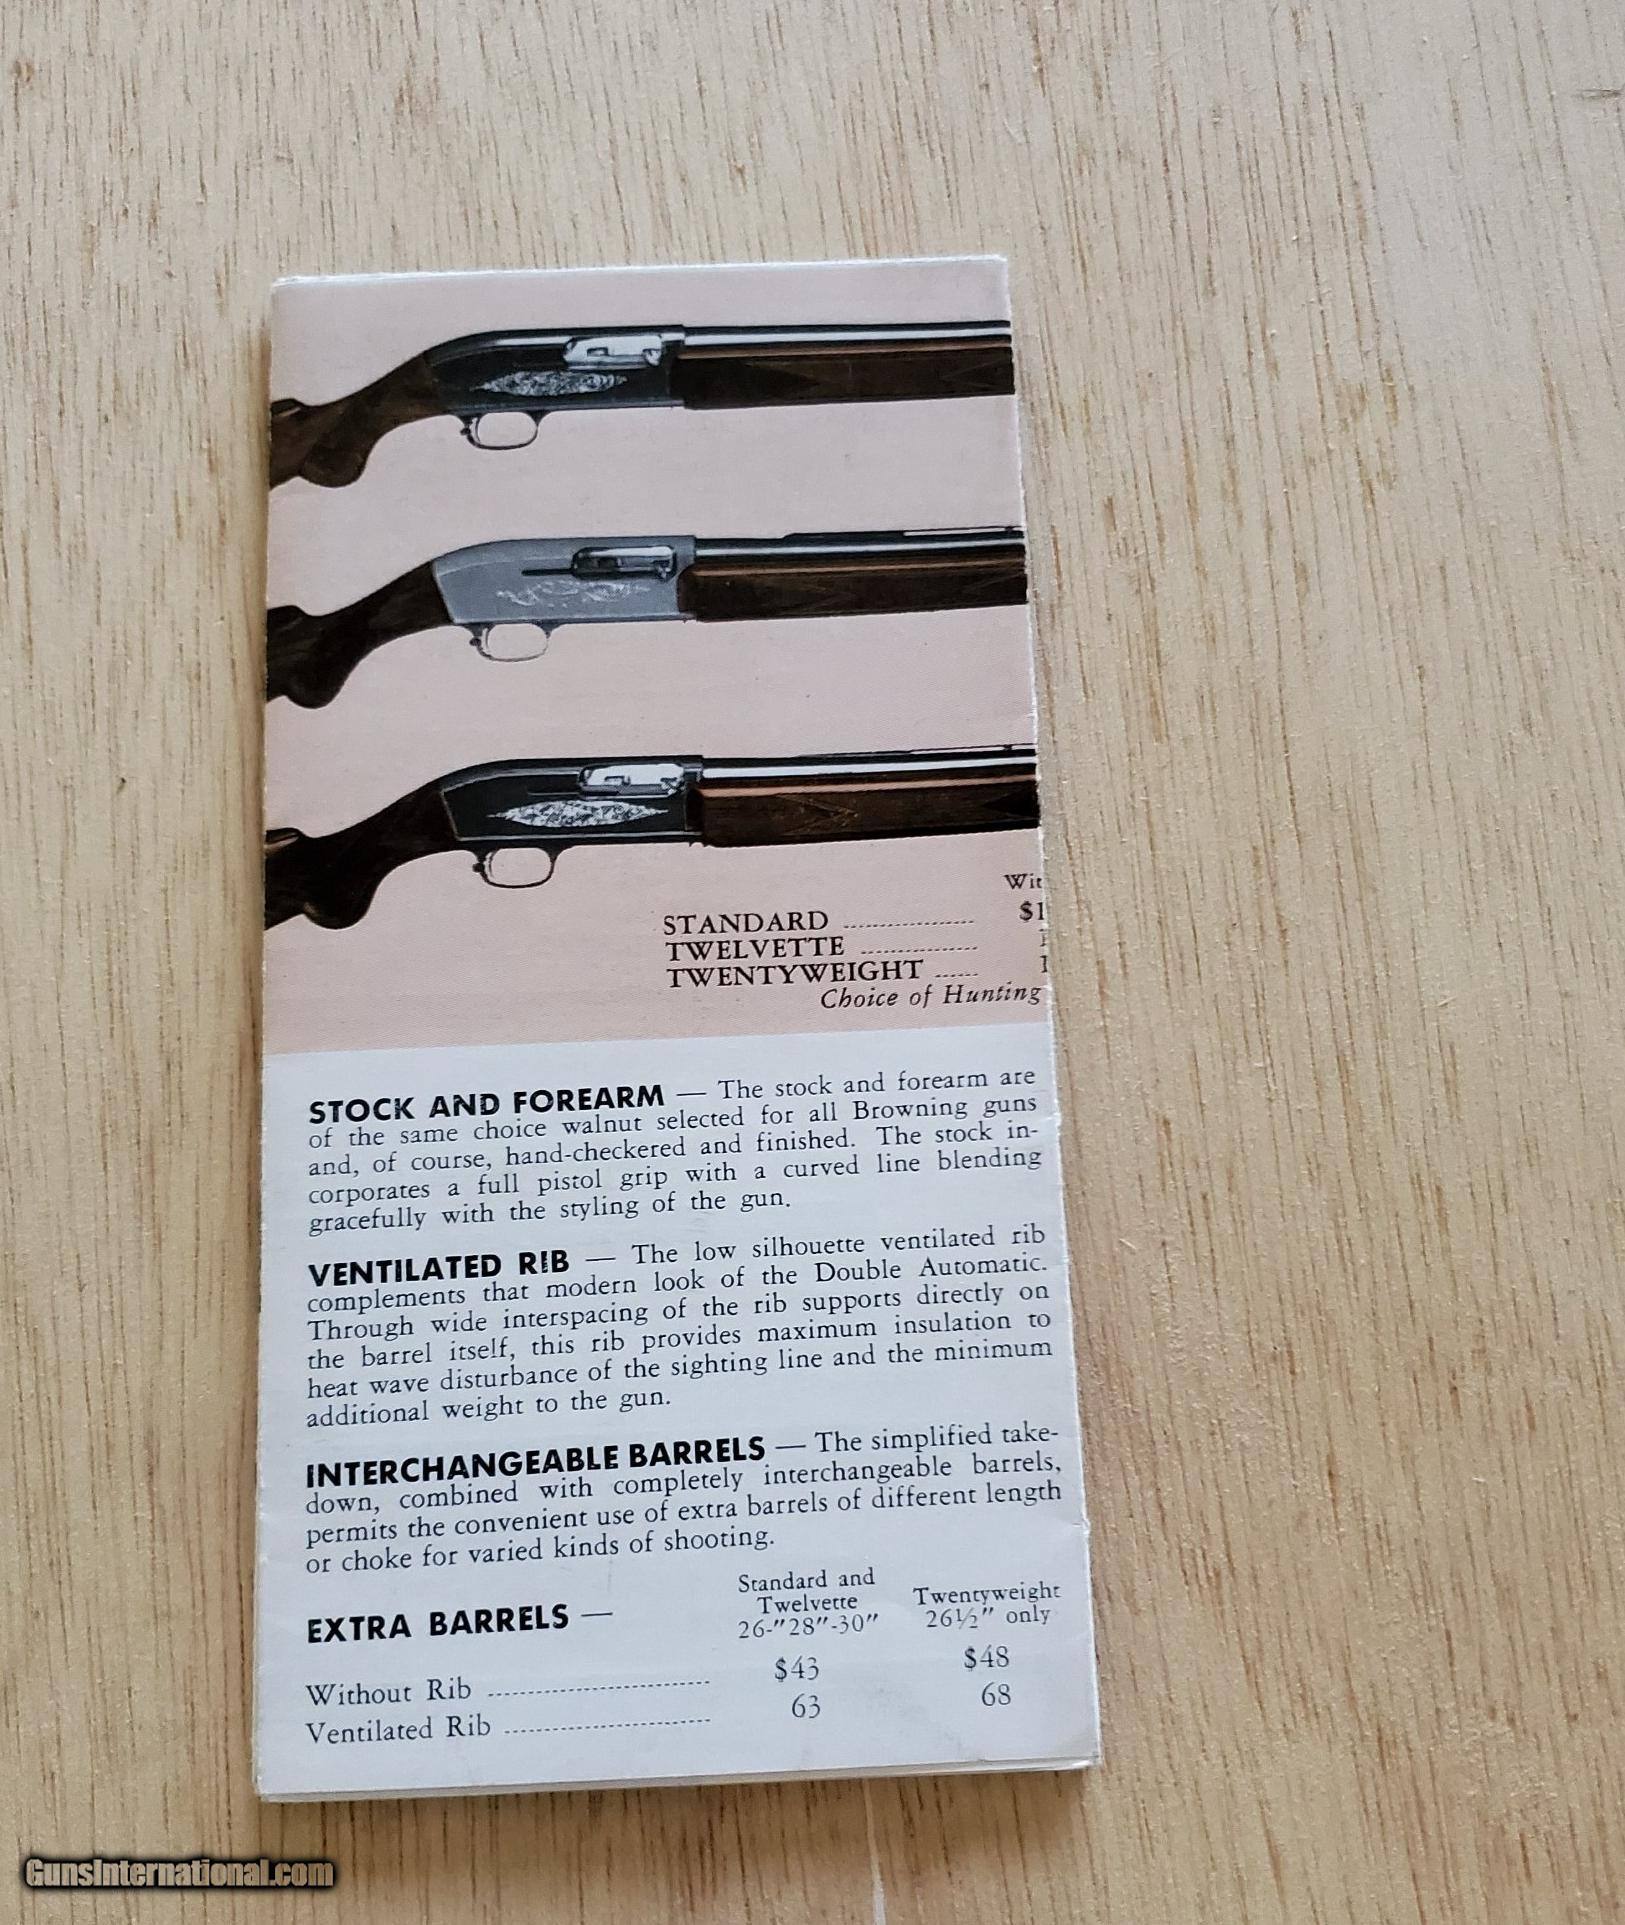 Wit
STANDARD ................... $1
TWELVETTE .................
TWENTYWEIGHT ...... 1
Choice of Hunting
STOCK AND FOREARM — The stock and forearm are
of the same choice walnut selected for all Browning guns
and, of course, hand-checkered and finished. The stock in-
corporates a full pistol grip with a curved line blending
gracefully with the styling of the gun.
VENTILATED RIB — The low silhouette ventilated rib
complements that modern look of the Double Automatic.
Through wide interspacing of the rib supports directly on
the barrel itself, this rib provides maximum insulation to
heat wave disturbance of the sighting line and the minimum
additional weight to the gun.
INTERCHANGEABLE BARRELS — The simplified take-
down, combined with completely interchangeable barrels,
permits the convenient use of extra barrels of different length
or choke for varied kinds of shooting.
Standard and
Twelvette Twentyweight
EXTRA BARRELS — 26-"28"-30" 26½" only
Without Rib ................................ $43 $48
Ventilated Rib ............................. 63 68
GunsInternational.com